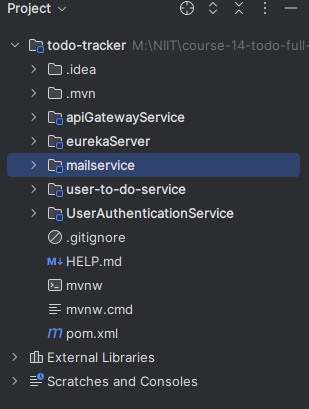 Project
todo-tracker M:\NIIT\course-14-todo-full-
.idea
.mvn
apiGatewayService
eurekaServer
mailservice
user-to-do-service
UserAuthenticationService
.gitignore
M↓ HELP.md
mvnw
mvnw.cmd
m pom.xml
External Libraries
Scratches and Consoles